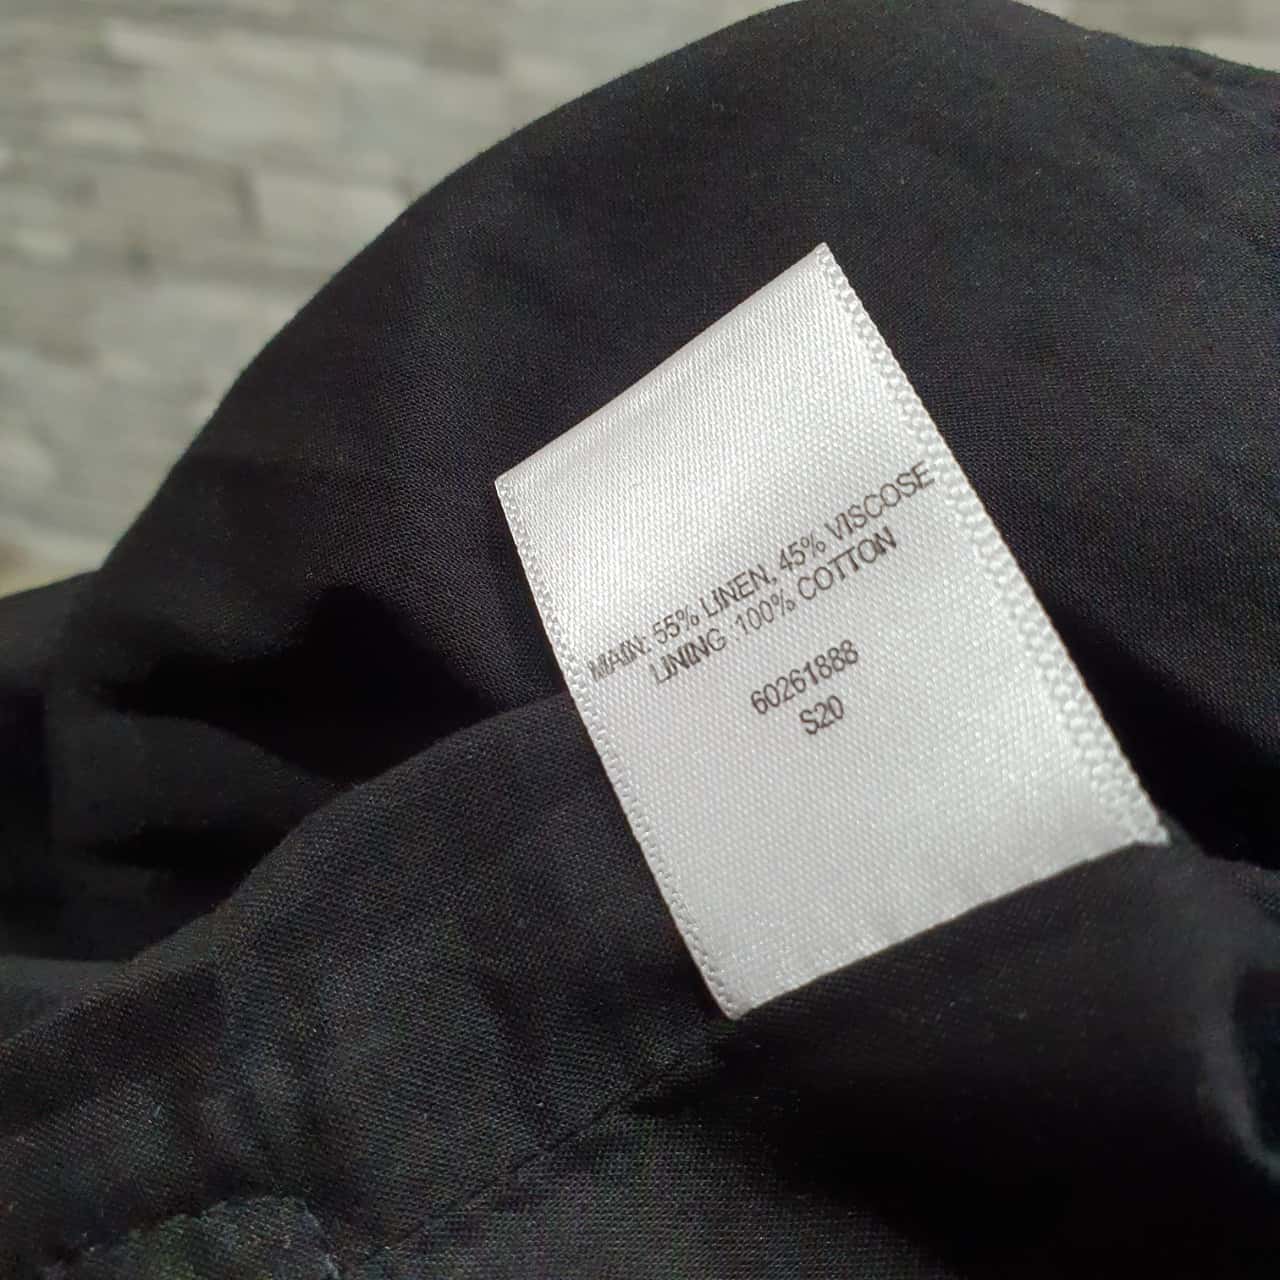 MAIN: 55% LINEN, 45% VISCOSE
LINING 100% COTTON
60261888
S20